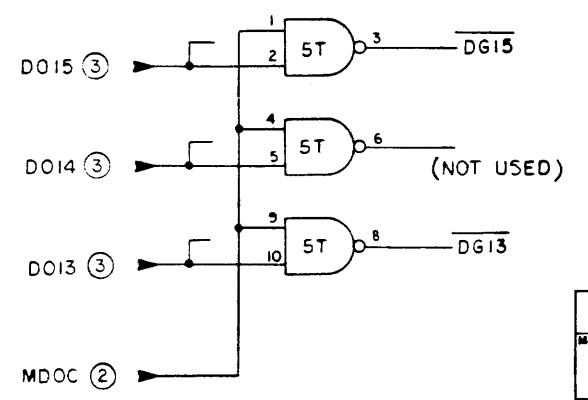 1
5T
3
DG15
DO15 ③
2
4
5T
6
DO14 ③
5
(NOT USED)
9
5T
8
DG13
DO13 ③
10
MDOC ②